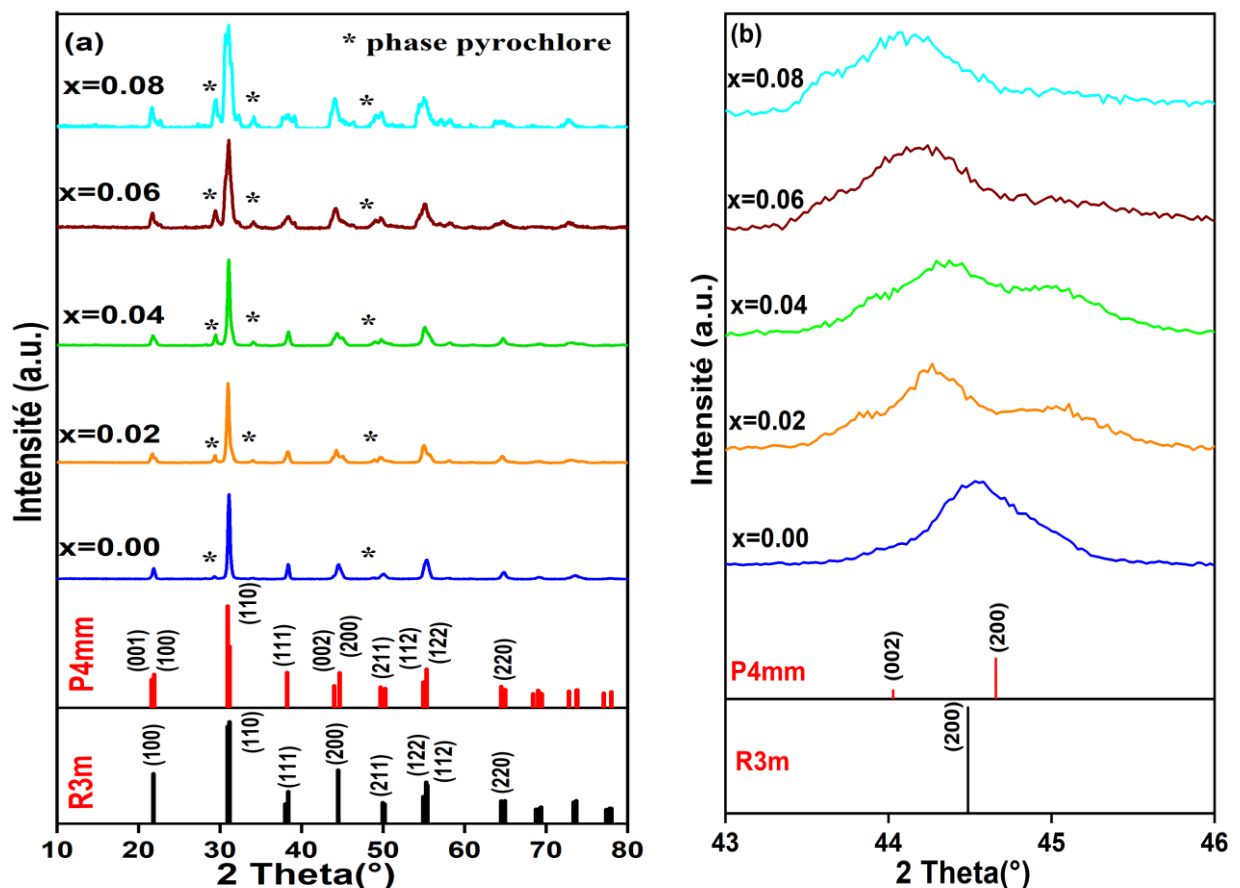 (a)
* phase pyrochlore
x=0.08
* * *
x=0.06
* * *
x=0.04
* * *
x=0.02
* * *
x=0.00
* *
P4mm
(001)
(100)
(110)
(111)
(002)
(200)
(211)
(112)
(122)
(220)
R3m
(100)
(110)
(111)
(200)
(211)
(122)
(112)
(220)
10 20 30 40 50 60 70 80
2 Theta(°)
Intensité (a.u.)
(b)
x=0.08
x=0.06
x=0.04
x=0.02
x=0.00
P4mm
(002)
(200)
R3m
(200)
43 44 45 46
2 Theta(°)
Intensité (a.u.)